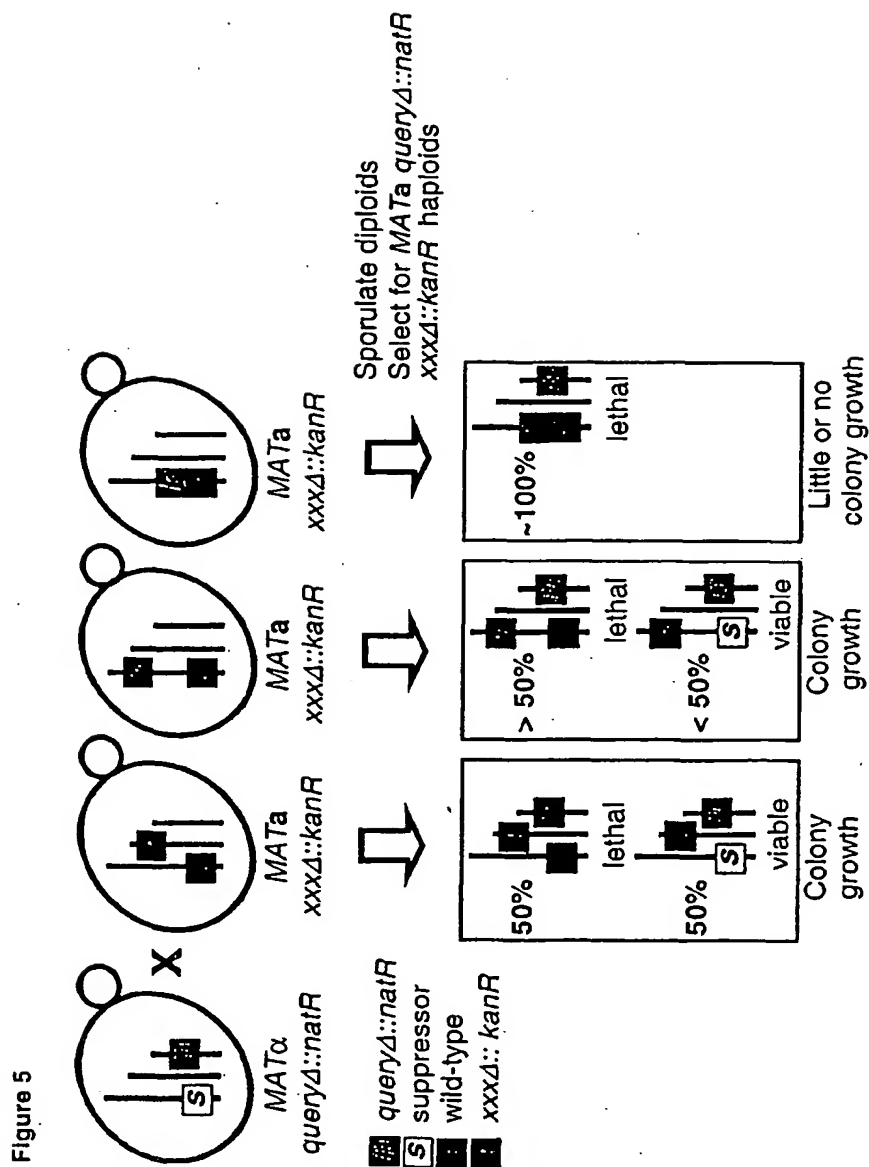 Figure 5
S
X
MATα
queryΔ::natR
MATa
xxxΔ::kanR
MATa
xxxΔ::kanR
MATa
xxxΔ::kanR
queryΔ::natR
S
suppressor
wild-type
xxxΔ:: kanR
Sporulate diploids
Select for MATa queryΔ::natR
xxxΔ::kanR haploids
50%
lethal
50%
S
viable
Colony
growth
> 50%
lethal
< 50%
S
viable
Colony
growth
~100%
lethal
Little or no
colony growth